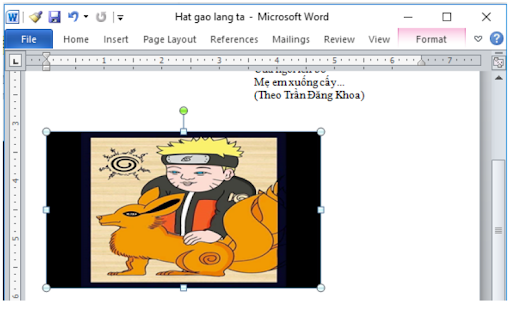 Hat gao lang ta - Microsoft Word
File Home Insert Page Layout References Mailings Review View Format
Mẹ em xuống cấy...
(Theo Trần Đăng Khoa)